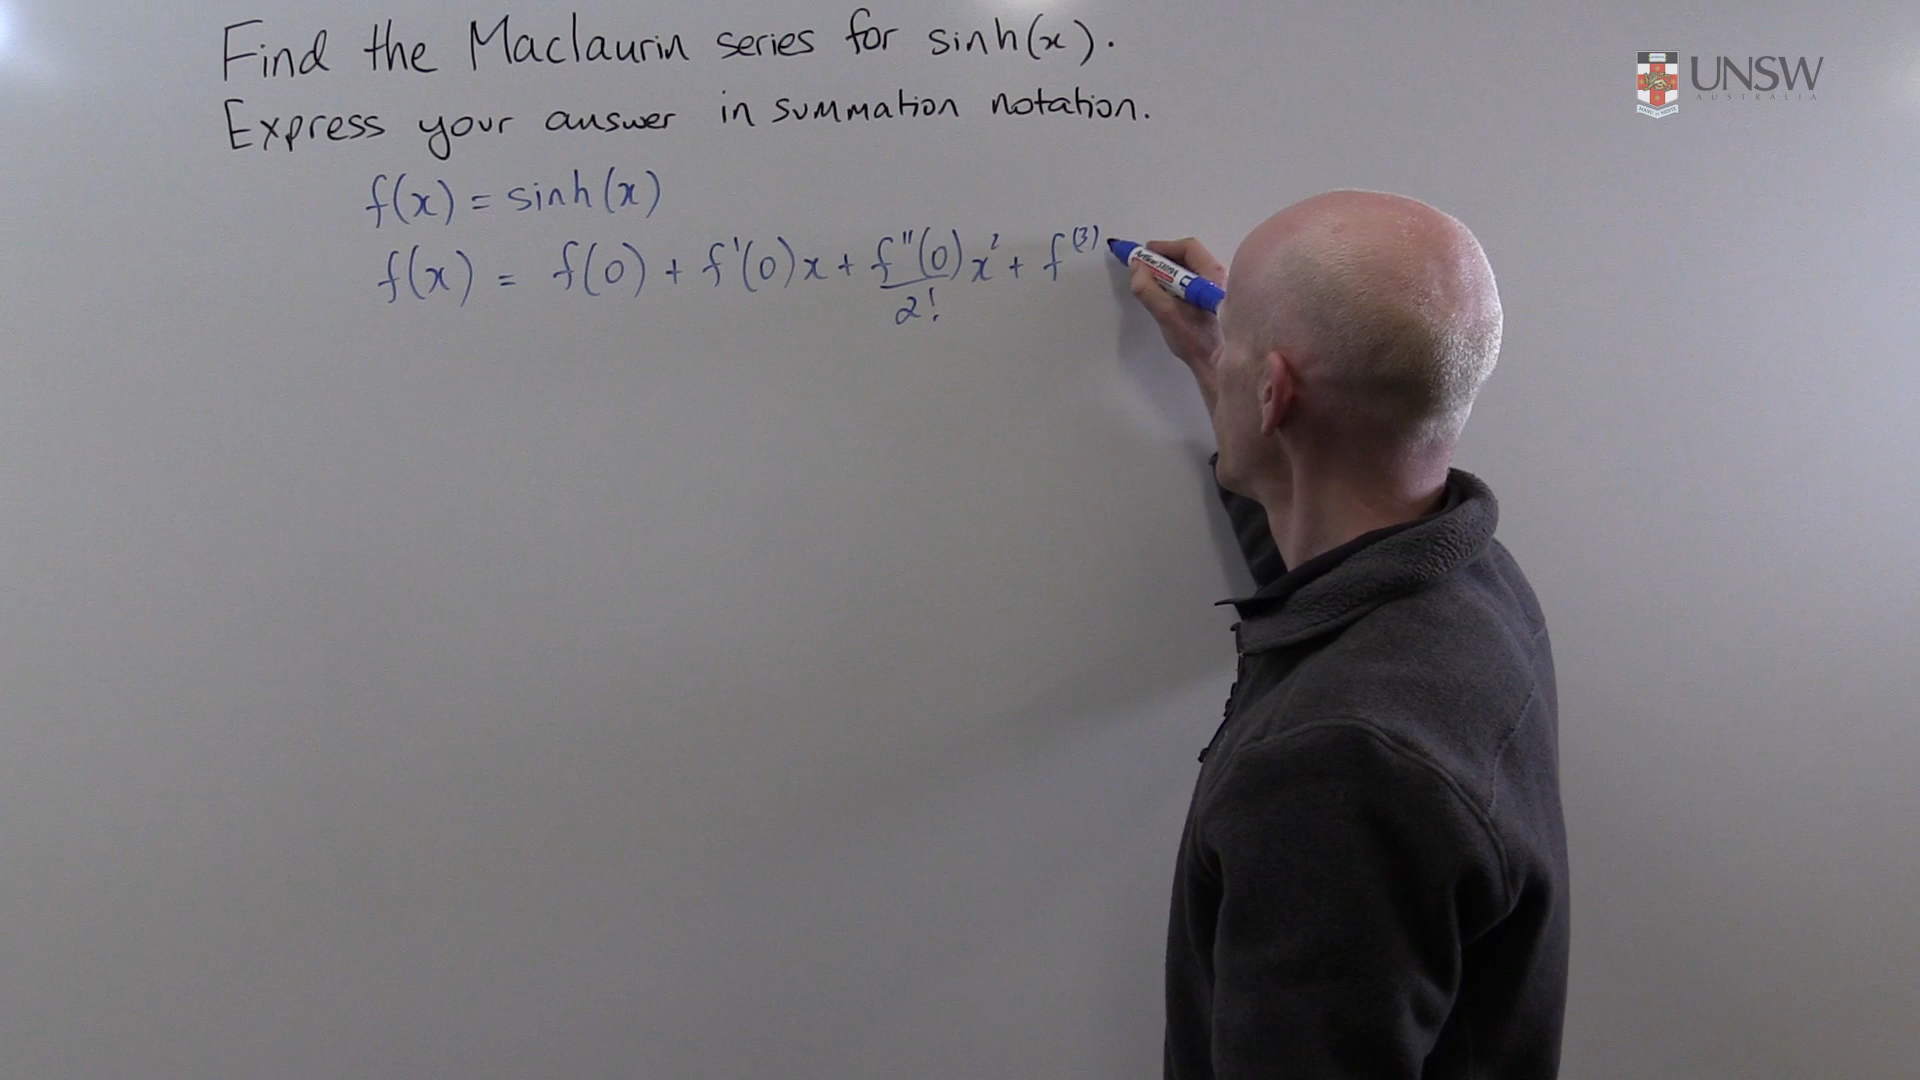 Find the Maclaurin series for sinh(x).
Express your answer in summation notation.
f(x) = sinh(x)
f(x) = f(0) + f'(0)x + f''(0)/2! x² + f⁽³⁾
UNSW
AUSTRALIA